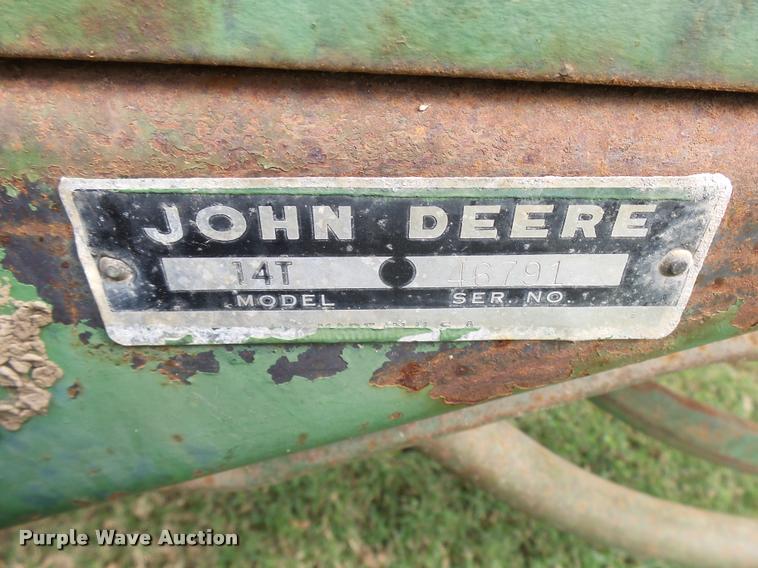 JOHN DEERE
14T 46791
MODEL SER. NO.
Purple Wave Auction